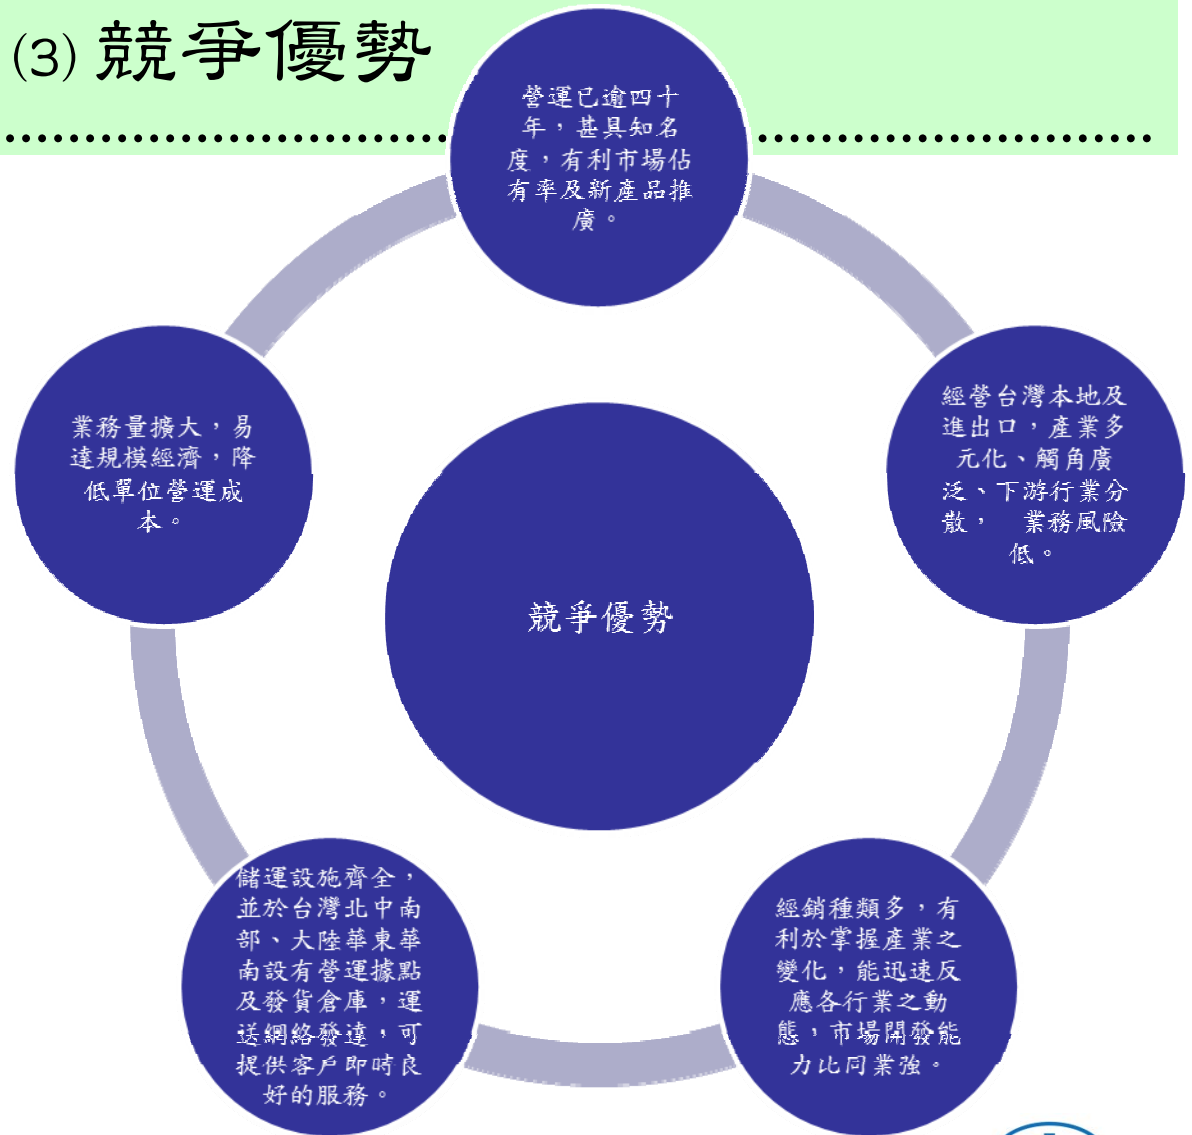 (3) 競爭優勢
營運已逾四十
年，甚具知名
度，有利市場佔
有率及新產品推
廣。
經營台灣本地及
進出口，產業多
元化、觸角廣
泛、下游行業分
散， 業務風險
低。
業務量擴大，易
達規模經濟，降
低單位營運成
本。
競爭優勢
儲運設施齊全，
並於台灣北中南
部、大陸華東華
南設有營運據點
及發貨倉庫，運
送網絡發達，可
提供客戶即時良
好的服務。
經銷種類多，有
利於掌握產業之
變化，能迅速反
應各行業之動
態，市場開發能
力比同業強。